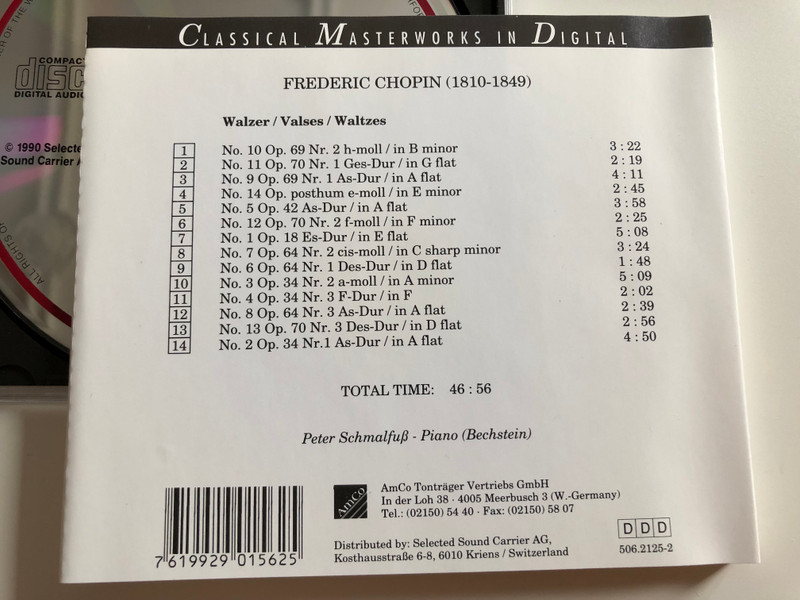 CLASSICAL MASTERWORKS IN DIGITAL
FREDERIC CHOPIN (1810-1849)
Walzer / Valses / Waltzes
1 No. 10 Op. 69 Nr. 2 h-moll / in B minor 3 : 22
2 No. 11 Op. 70 Nr. 1 Ges-Dur / in G flat 2 : 19
3 No. 9 Op. 69 Nr. 1 As-Dur / in A flat 4 : 11
4 No. 14 Op. posthum e-moll / in E minor 2 : 45
5 No. 5 Op. 42 As-Dur / in A flat 3 : 58
6 No. 12 Op. 70 Nr. 2 f-moll / in F minor 2 : 25
7 No. 1 Op. 18 Es-Dur / in E flat 5 : 08
8 No. 7 Op. 64 Nr. 2 cis-moll / in C sharp minor 3 : 24
9 No. 6 Op. 64 Nr. 1 Des-Dur / in D flat 1 : 48
10 No. 3 Op. 34 Nr. 2 a-moll / in A minor 5 : 09
11 No. 4 Op. 34 Nr. 3 F-Dur / in F 2 : 02
12 No. 8 Op. 64 Nr. 3 As-Dur / in A flat 2 : 39
13 No. 13 Op. 70 Nr. 3 Des-Dur / in D flat 2 : 56
14 No. 2 Op. 34 Nr.1 As-Dur / in A flat 4 : 50
TOTAL TIME: 46 : 56
Peter Schmalfuß - Piano (Bechstein)
AmCo
AmCo Tonträger Vertriebs GmbH
In der Loh 38 · 4005 Meerbusch 3 (W.-Germany)
Tel.: (02150) 54 40 · Fax: (02150) 58 07
Distributed by: Selected Sound Carrier AG,
Kosthausstraße 6-8, 6010 Kriens / Switzerland
DDD
506.2125-2
7 619929 015625
COMPACT
disc
DIGITAL AUDIO
© 1990 Selected
Sound Carrier A
ALL RIGHTS OF